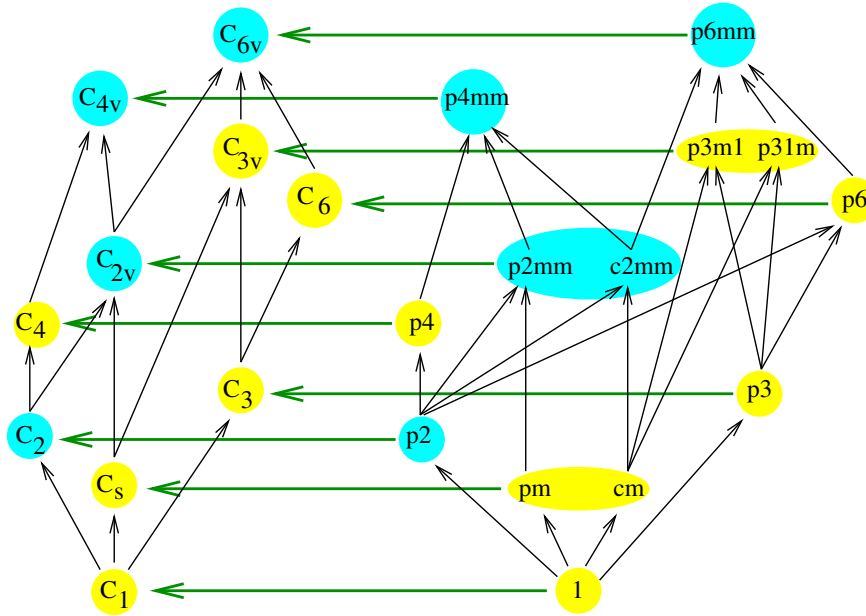 C6v p6mm
C4v p4mm
C3v p3m1 p31m
C6 p6
C2v p2mm c2mm
C4 p4
C3 p3
C2 p2
Cs pm cm
C1 1